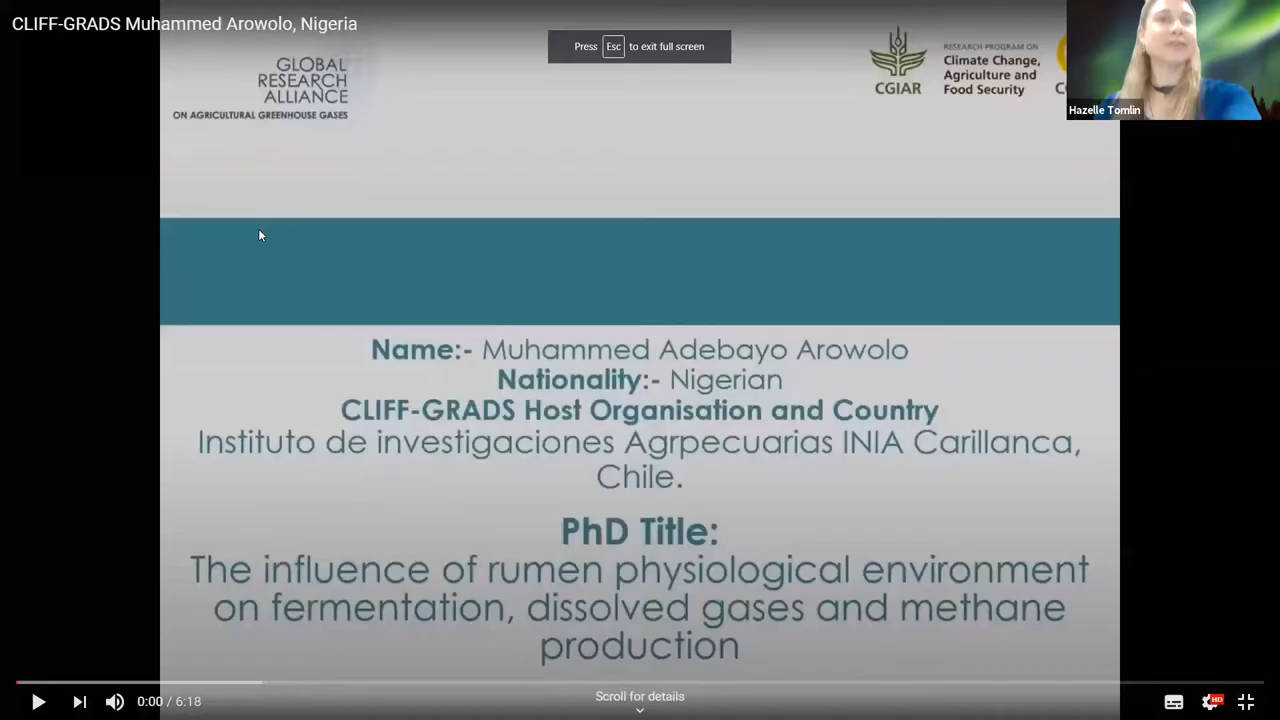 CLIFF-GRADS Muhammed Arowolo, Nigeria
Press Esc to exit full screen
GLOBAL
RESEARCH
ALLIANCE
ON AGRICULTURAL GREENHOUSE GASES
CGIAR
RESEARCH PROGRAM ON
Climate Change,
Agriculture and
Food Security
Hazelle Tomlin
Name:- Muhammed Adebayo Arowolo
Nationality:- Nigerian
CLIFF-GRADS Host Organisation and Country
Instituto de investigaciones Agrpecuarias INIA Carillanca,
Chile.
PhD Title:
The influence of rumen physiological environment
on fermentation, dissolved gases and methane
production
0:00 / 6:18
Scroll for details
HD